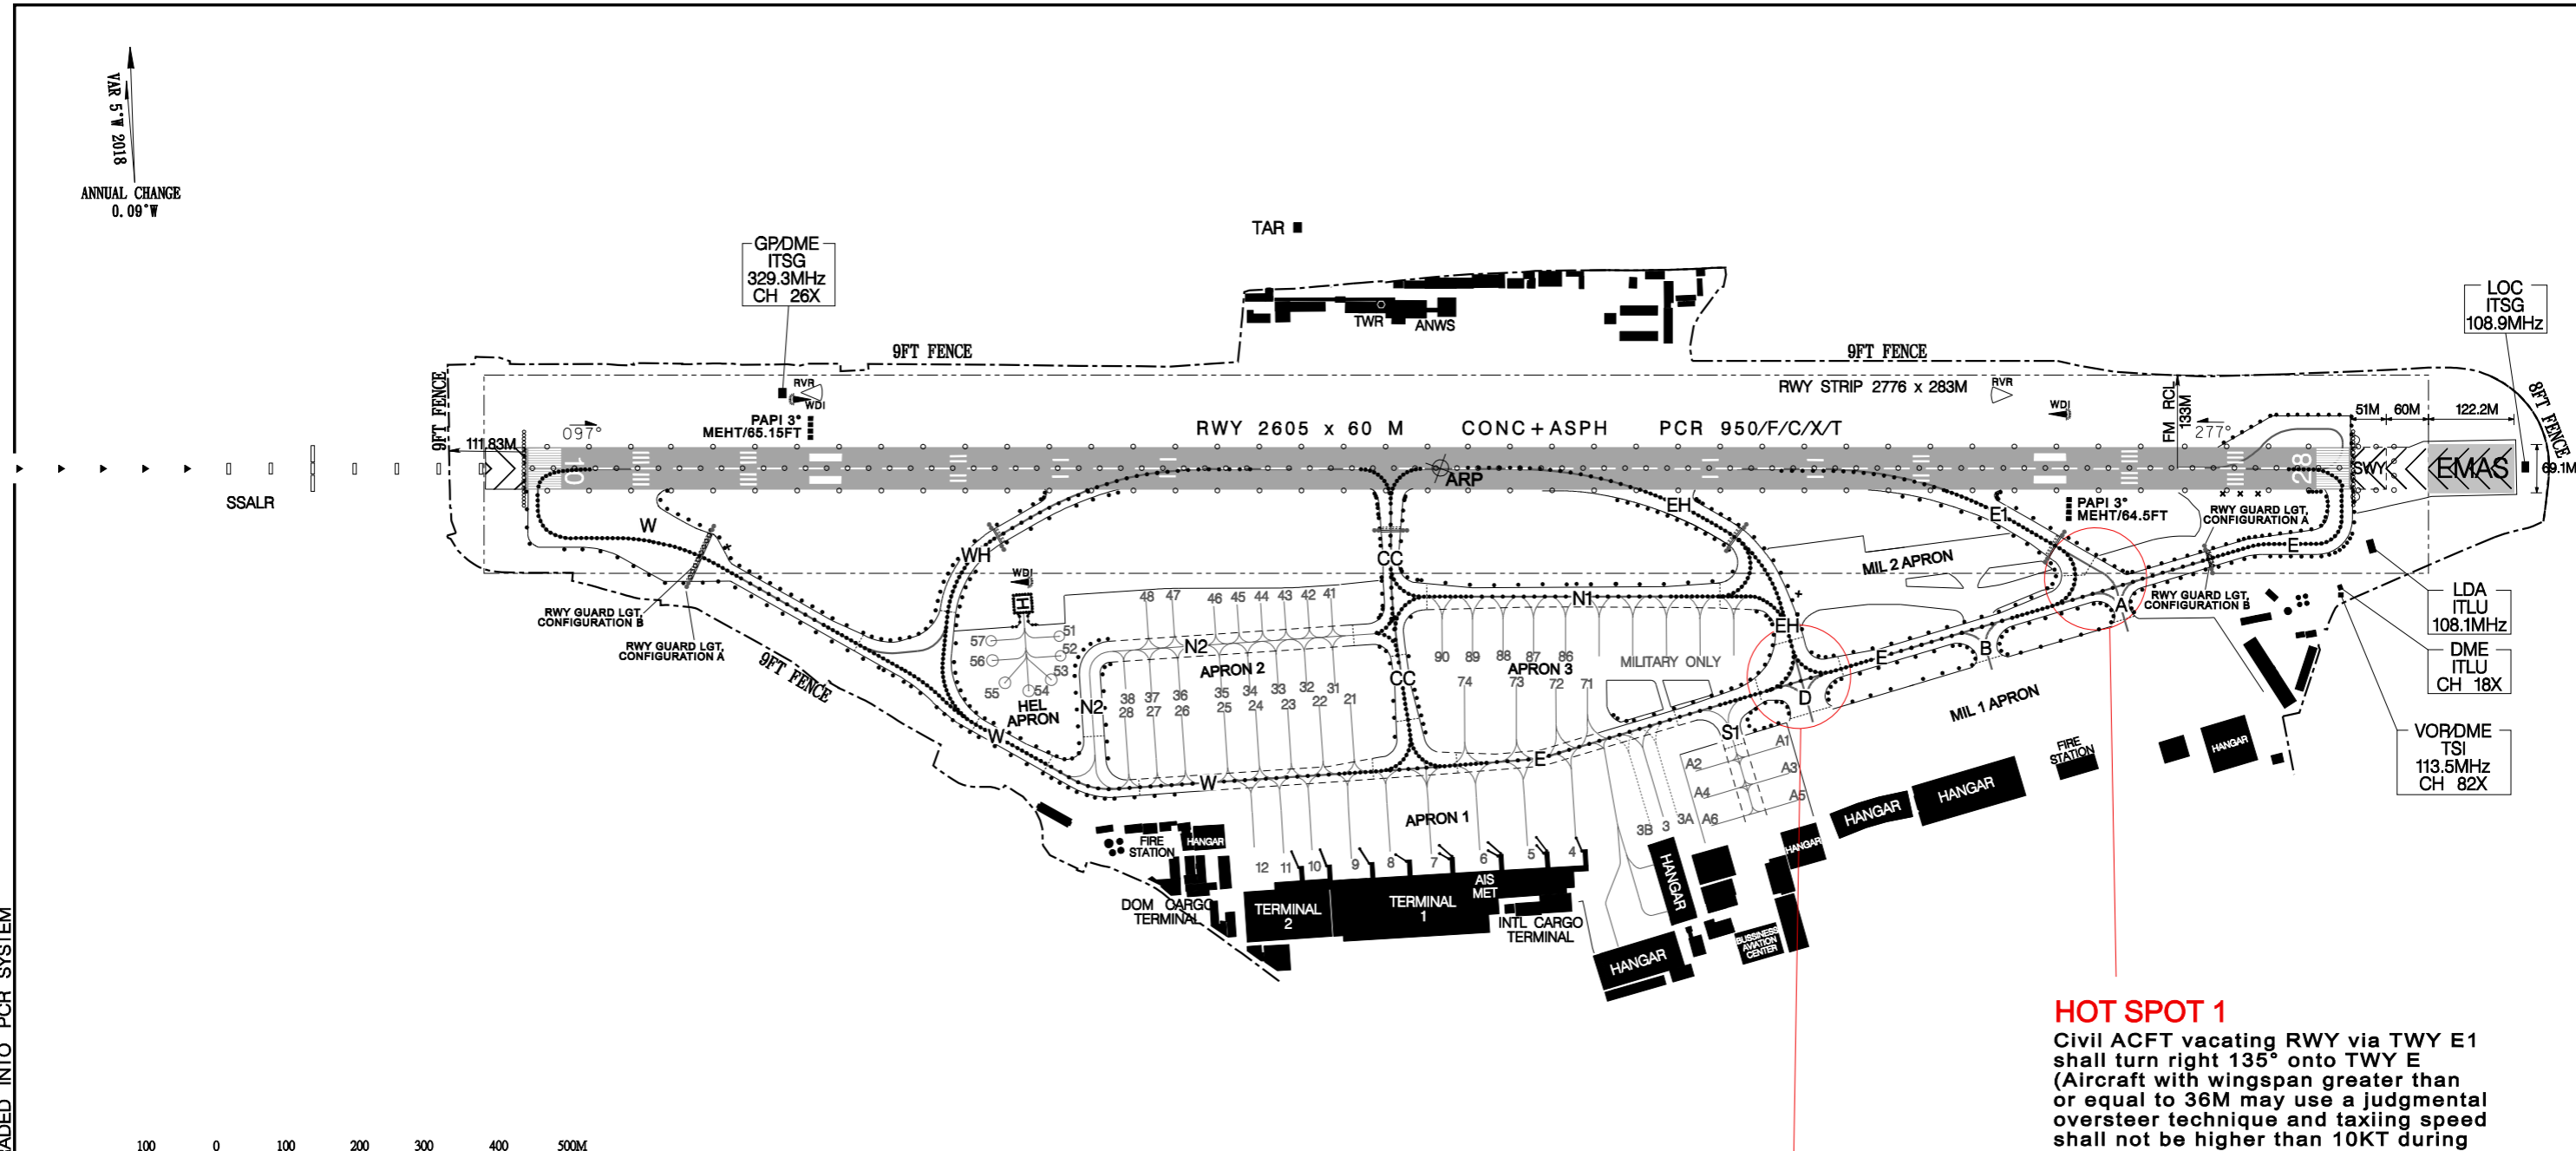 VAR 5°W 2018
ANNUAL CHANGE
0.09°W
GP/DME
ITSG
329.3MHz
CH 26X
TAR
TWR
ANWS
LOC
ITSG
108.9MHz
9FT FENCE
9FT FENCE
9FT FENCE
8FT FENCE
RVR
WDI
RWY STRIP 2776 x 283M
RVR
WDI
FM RCL
133M
51M
60M
122.2M
PAPI 3°
MEHT/65.15FT
097°
111.83M
RWY 2605 x 60 M CONC+ASPH PCR 950/F/C/X/T
277°
69.1M
SSALR
10
ARP
28
SWY
EMAS
PAPI 3°
MEHT/64.5FT
RWY GUARD LGT,
CONFIGURATION A
W
WH
CC
EH
E1
E
MIL 2 APRON
WDI
H
RWY GUARD LGT,
CONFIGURATION B
RWY GUARD LGT,
CONFIGURATION A
9FT FENCE
RWY GUARD LGT,
CONFIGURATION B
A
LDA
ITLU
108.1MHz
DME
ITLU
CH 18X
VOR/DME
TSI
113.5MHz
CH 82X
48 47 46 45 44 43 42 41
N1
EH
57 51
56 52
55 54 53
HEL
APRON
N2
APRON 2
N2
38 37 36 35 34 33 32 31
28 27 26 25 24 23 22 21
CC
90 89 88 87 86
APRON 3
MILITARY ONLY
74 73 72 71
E
B
D
S1
MIL 1 APRON
W
W
E
A1
A2
A3
A4
A5
A6
3B 3 3A
APRON 1
FIRE
STATION
HANGAR
HANGAR
HANGAR
HANGAR
HANGAR
HANGAR
FIRE
STATION
HANGAR
12 11 10 9 8 7 6 5 4
AIS
MET
DOM CARGO
TERMINAL
TERMINAL
2
TERMINAL
1
INTL CARGO
TERMINAL
BUSSINESS
AVIATION
CENTER
HOT SPOT 1
Civil ACFT vacating RWY via TWY E1
shall turn right 135° onto TWY E
(Aircraft with wingspan greater than
or equal to 36M may use a judgmental
oversteer technique and taxiing speed
shall not be higher than 10KT during
INTO PCR SYSTEM
100 0 100 200 300 400 500M